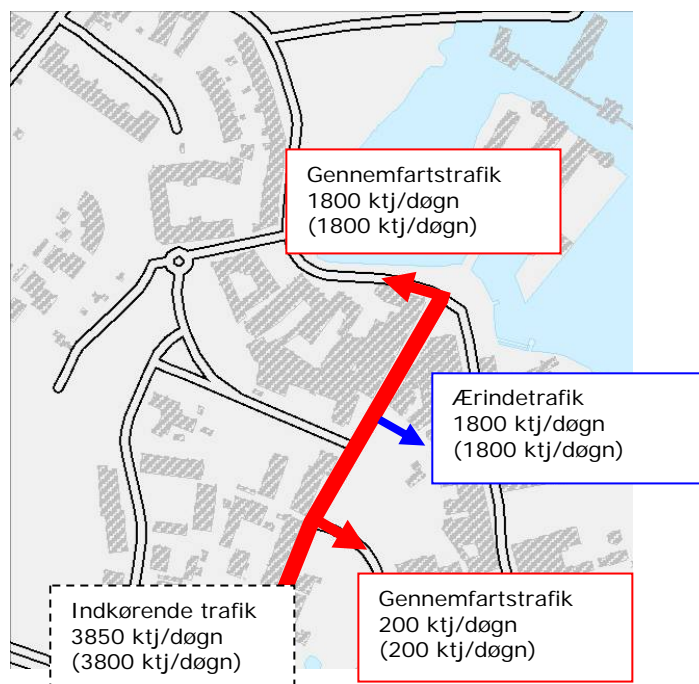 Gennemfartstrafik
1800 ktj/døgn
(1800 ktj/døgn)
Ærindetrafik
1800 ktj/døgn
(1800 ktj/døgn)
Indkørende trafik
3850 ktj/døgn
(3800 ktj/døgn)
Gennemfartstrafik
200 ktj/døgn
(200 ktj/døgn)